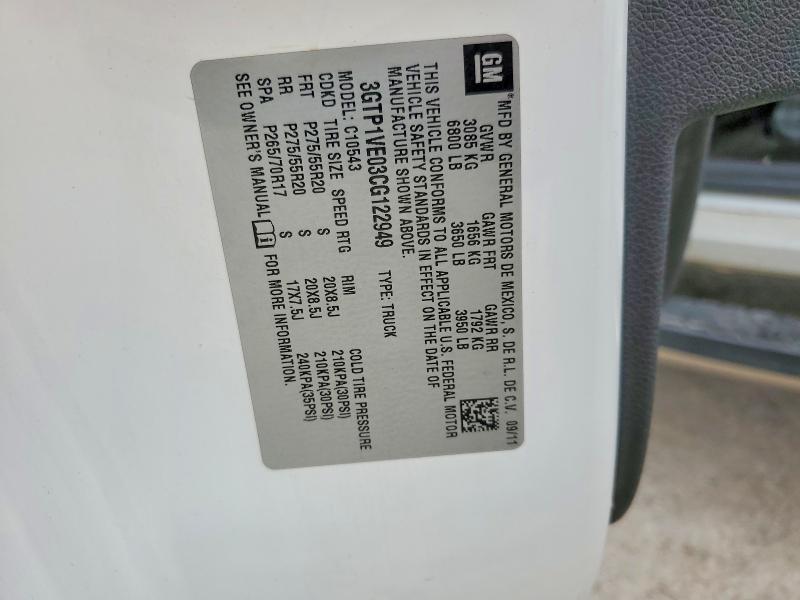 GM
MFD BY GENERAL MOTORS DE MEXICO, S. DE R.L. DE C.V. 09/11
GVWR GAWR FRT GAWR RR
3085 KG 1656 KG 1792 KG
6800 LB 3650 LB 3950 LB
THIS VEHICLE CONFORMS TO ALL APPLICABLE U.S. FEDERAL MOTOR
VEHICLE SAFETY STANDARDS IN EFFECT ON THE DATE OF
MANUFACTURE SHOWN ABOVE.
3GTP1VE03CG122949 TYPE: TRUCK
MODEL: C10543
CDKD TIRE SIZE SPEED RTG RIM COLD TIRE PRESSURE
FRT P275/55R20 S 20X8.5J 210KPA(30PSI)
RR P275/55R20 S 20X8.5J 210KPA(30PSI)
SPA P265/70R17 17X7.5J 240KPA(35PSI)
SEE OWNER'S MANUAL i FOR MORE INFORMATION.